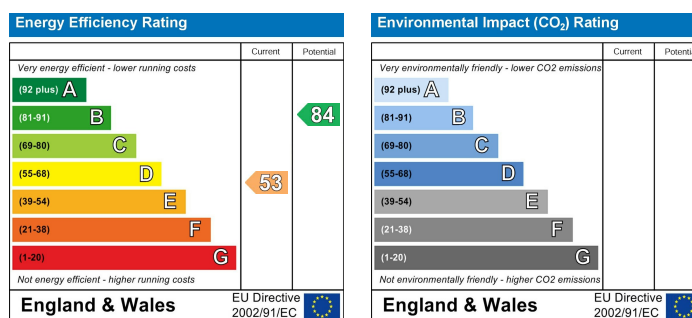 Energy Efficiency Rating
Current Potential
Very energy efficient - lower running costs
(92 plus) A
(81-91) B
84
(69-80) C
(55-68) D
53
(39-54) E
(21-38) F
(1-20) G
Not energy efficient - higher running costs
England & Wales
EU Directive
2002/91/EC
Environmental Impact (CO₂) Rating
Current Potential
Very environmentally friendly - lower CO2 emissions
(92 plus) A
(81-91) B
(69-80) C
(55-68) D
(39-54) E
(21-38) F
(1-20) G
Not environmentally friendly - higher CO2 emissions
England & Wales
EU Directive
2002/91/EC